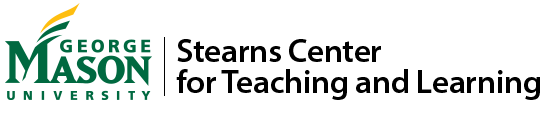 GEORGE
MASON
UNIVERSITY
Stearns Center
for Teaching and Learning